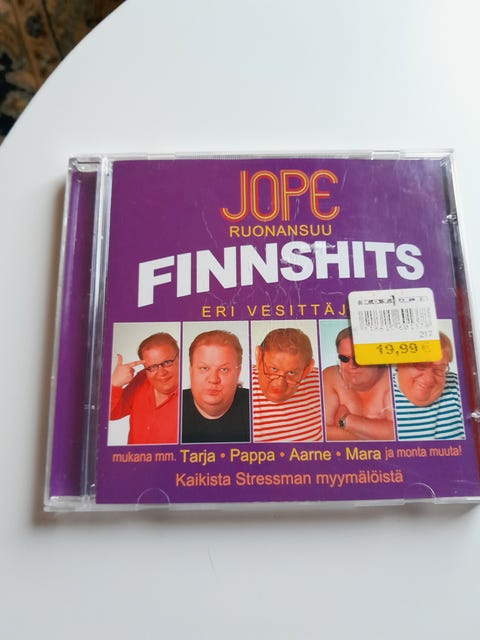 JOPE
RUONANSUU
FINNSHITS
ERI VESITTÄJ
217
19,99 €
mukana mm. Tarja • Pappa • Aarne • Mara ja monta muuta!
Kaikista Stressman myymälöistä